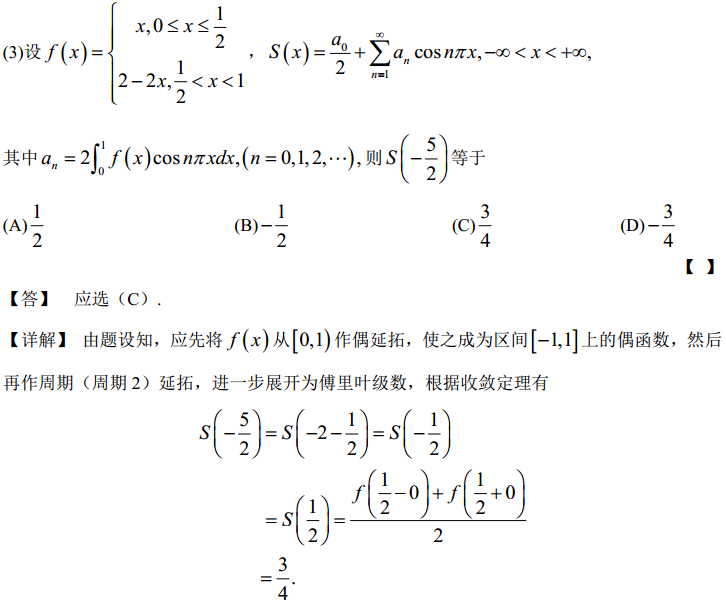 (3)设 $f(x)=\begin{cases} x, 0\le x\le \frac{1}{2} \\ 2-2x, \frac{1}{2}<x<1 \end{cases}$ ，$S(x)=\frac{a_0}{2}+\sum_{n=1}^{\infty}a_n\cos n\pi x,-\infty<x<+\infty,$
其中 $a_n=2\int_0^1 f(x)\cos n\pi xdx,(n=0,1,2,\cdots),$ 则 $S\left(-\frac{5}{2}\right)$ 等于
(A) $\frac{1}{2}$ (B) $-\frac{1}{2}$ (C) $\frac{3}{4}$ (D) $-\frac{3}{4}$
【 】
【答】 应选（C）.
【详解】 由题设知，应先将 $f(x)$ 从 $[0,1)$ 作偶延拓，使之成为区间 $[-1,1]$ 上的偶函数，然后
再作周期（周期 2）延拓，进一步展开为傅里叶级数，根据收敛定理有
$S\left(-\frac{5}{2}\right)=S\left(-2-\frac{1}{2}\right)=S\left(-\frac{1}{2}\right)$
$=S\left(\frac{1}{2}\right)=\frac{f\left(\frac{1}{2}-0\right)+f\left(\frac{1}{2}+0\right)}{2}$
$=\frac{3}{4}.$